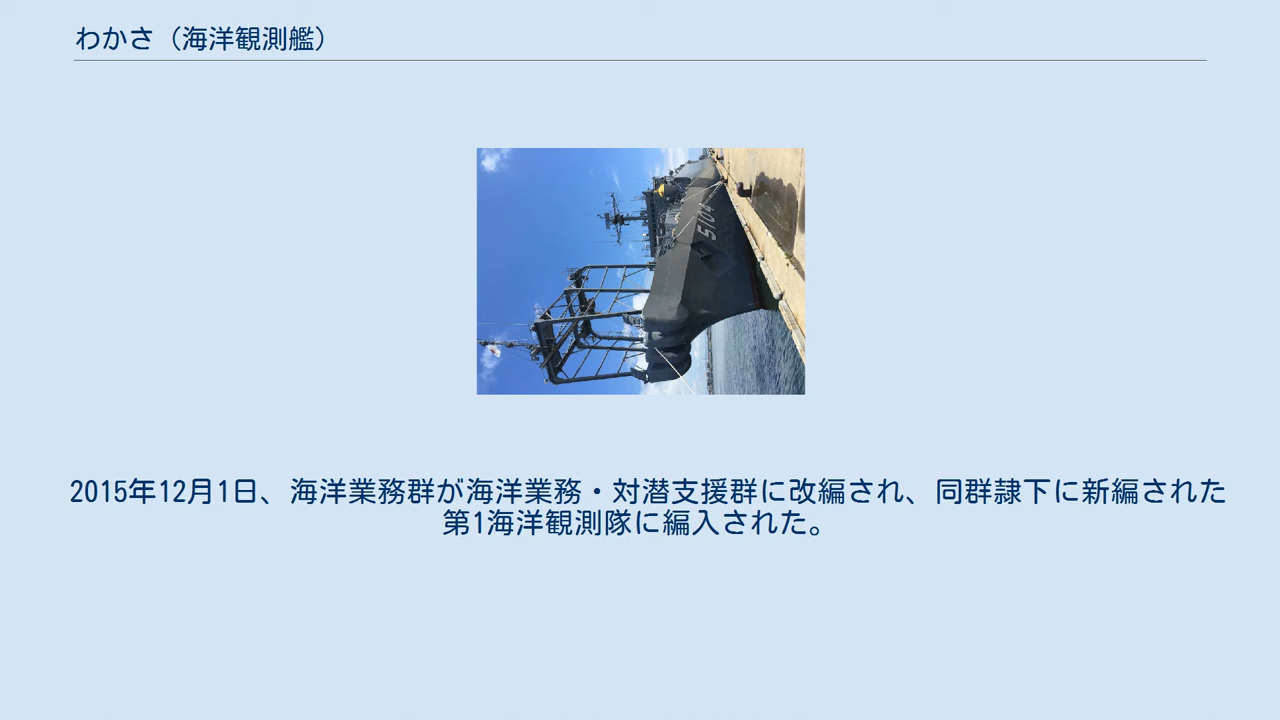 わかさ（海洋観測艦）
5104
2015年12月1日、海洋業務群が海洋業務・対潜支援群に改編され、同群隷下に新編された
第1海洋観測隊に編入された。